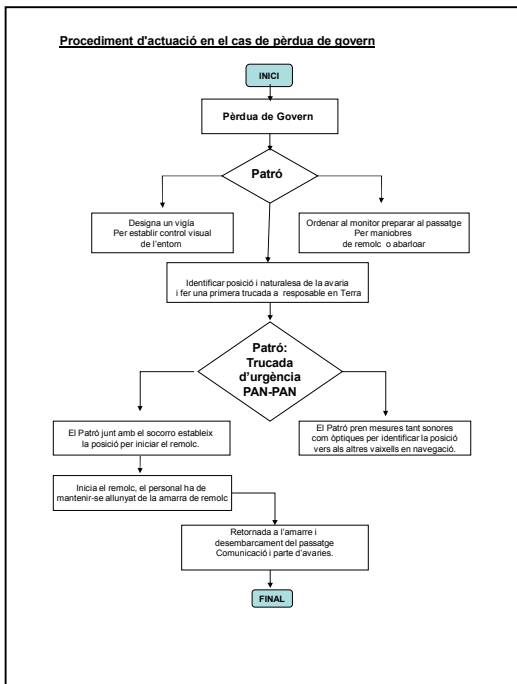 Procediment d'actuació en el cas de pèrdua de govern
INICI
Pèrdua de Govern
Patró
Designa un vigía
Per establir control visual
de l'entom
Ordenar al monitor preparar al passatge
Per maniobres
de remolc o abarloar
Identificar posició i naturalesa de la avaria
i fer una primera trucada a resposable en Terra
Patró:
Trucada
d'urgència
PAN-PAN
El Patró junt amb el socorro estableix
la posició per iniciar el remolc.
El Patró pren mesures tant sonores
com òptiques per identificar la posició
vers als altres vaixells en navegació.
Inicia el remolc, el personal ha de
mantenir-se allunyat de la amarra de remolc
Retornada a l'amarre i
desembarcament del passatge
Comunicació i parte d'avaries.
FINAL